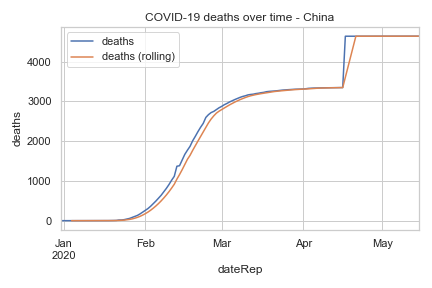 COVID-19 deaths over time - China
deaths
deaths (rolling)
4000
3000
2000
1000
0
deaths
Jan
2020
Feb
Mar
Apr
May
dateRep